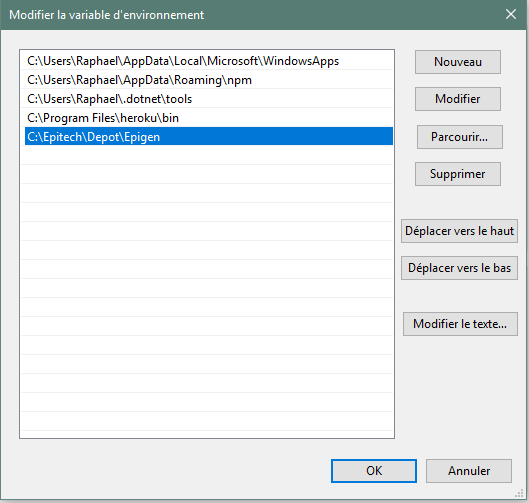 Modifier la variable d'environnement
C:\Users\Raphael\AppData\Local\Microsoft\WindowsApps
C:\Users\Raphael\AppData\Roaming\npm
C:\Users\Raphael\.dotnet\tools
C:\Program Files\heroku\bin
C:\Epitech\Depot\Epigen
Nouveau
Modifier
Parcourir...
Supprimer
Déplacer vers le haut
Déplacer vers le bas
Modifier le texte...
OK
Annuler